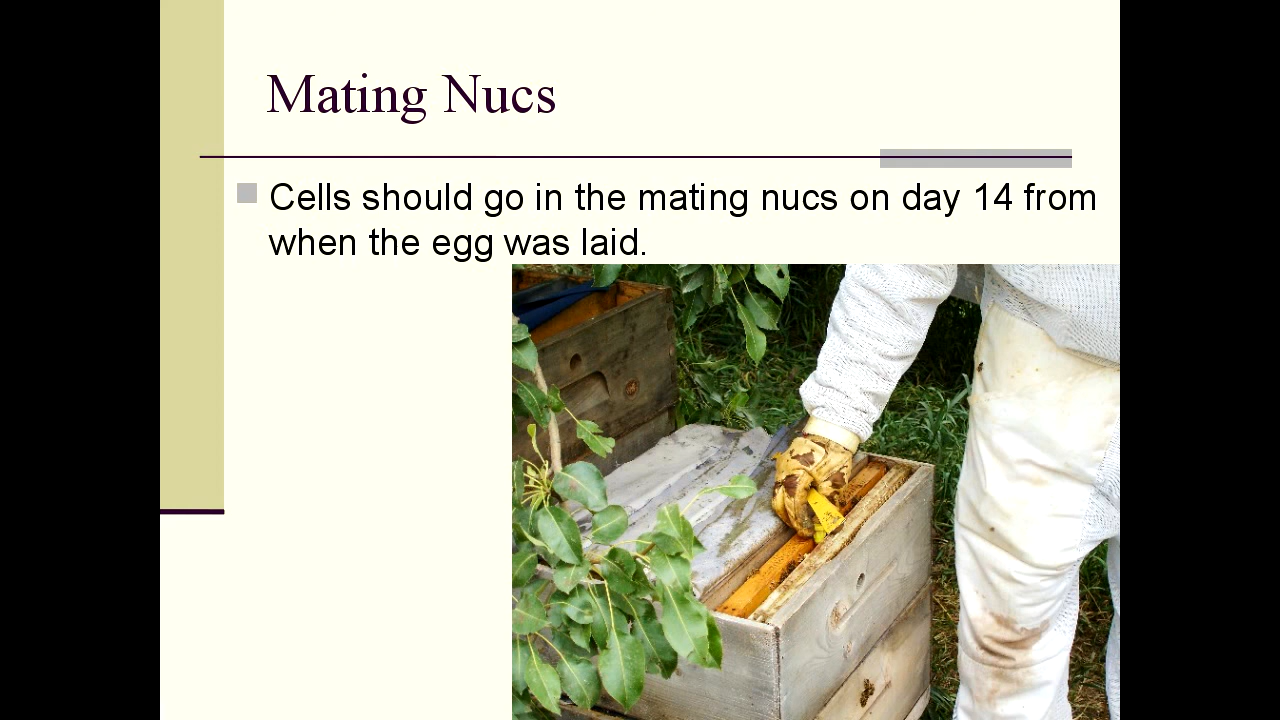 Mating Nucs
Cells should go in the mating nucs on day 14 from
when the egg was laid.